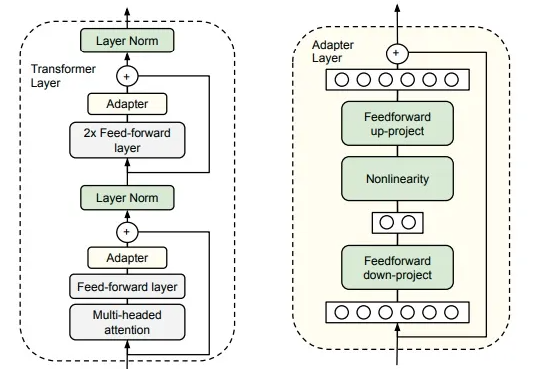 Layer Norm
Transformer
Layer
+
Adapter
2x Feed-forward
layer
Layer Norm
+
Adapter
Feed-forward layer
Multi-headed
attention
Adapter
Layer
+
Feedforward
up-project
Nonlinearity
Feedforward
down-project